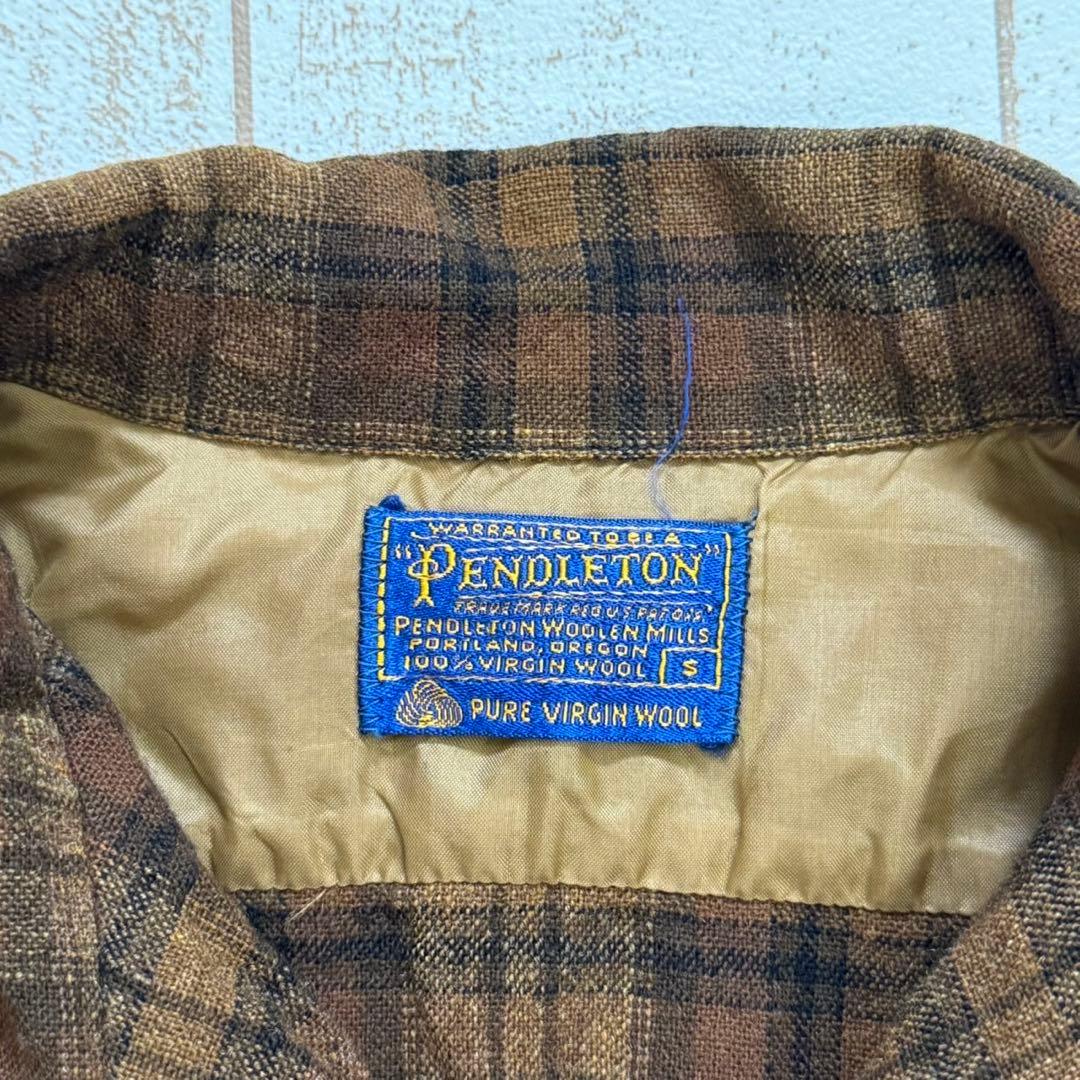 WARRANTED TO BE A
"PENDLETON"
TRADE MARK REG U.S. PAT OFF.
PENDLETON WOOLEN MILLS
PORTLAND, OREGON
100% VIRGIN WOOL S
PURE VIRGIN WOOL